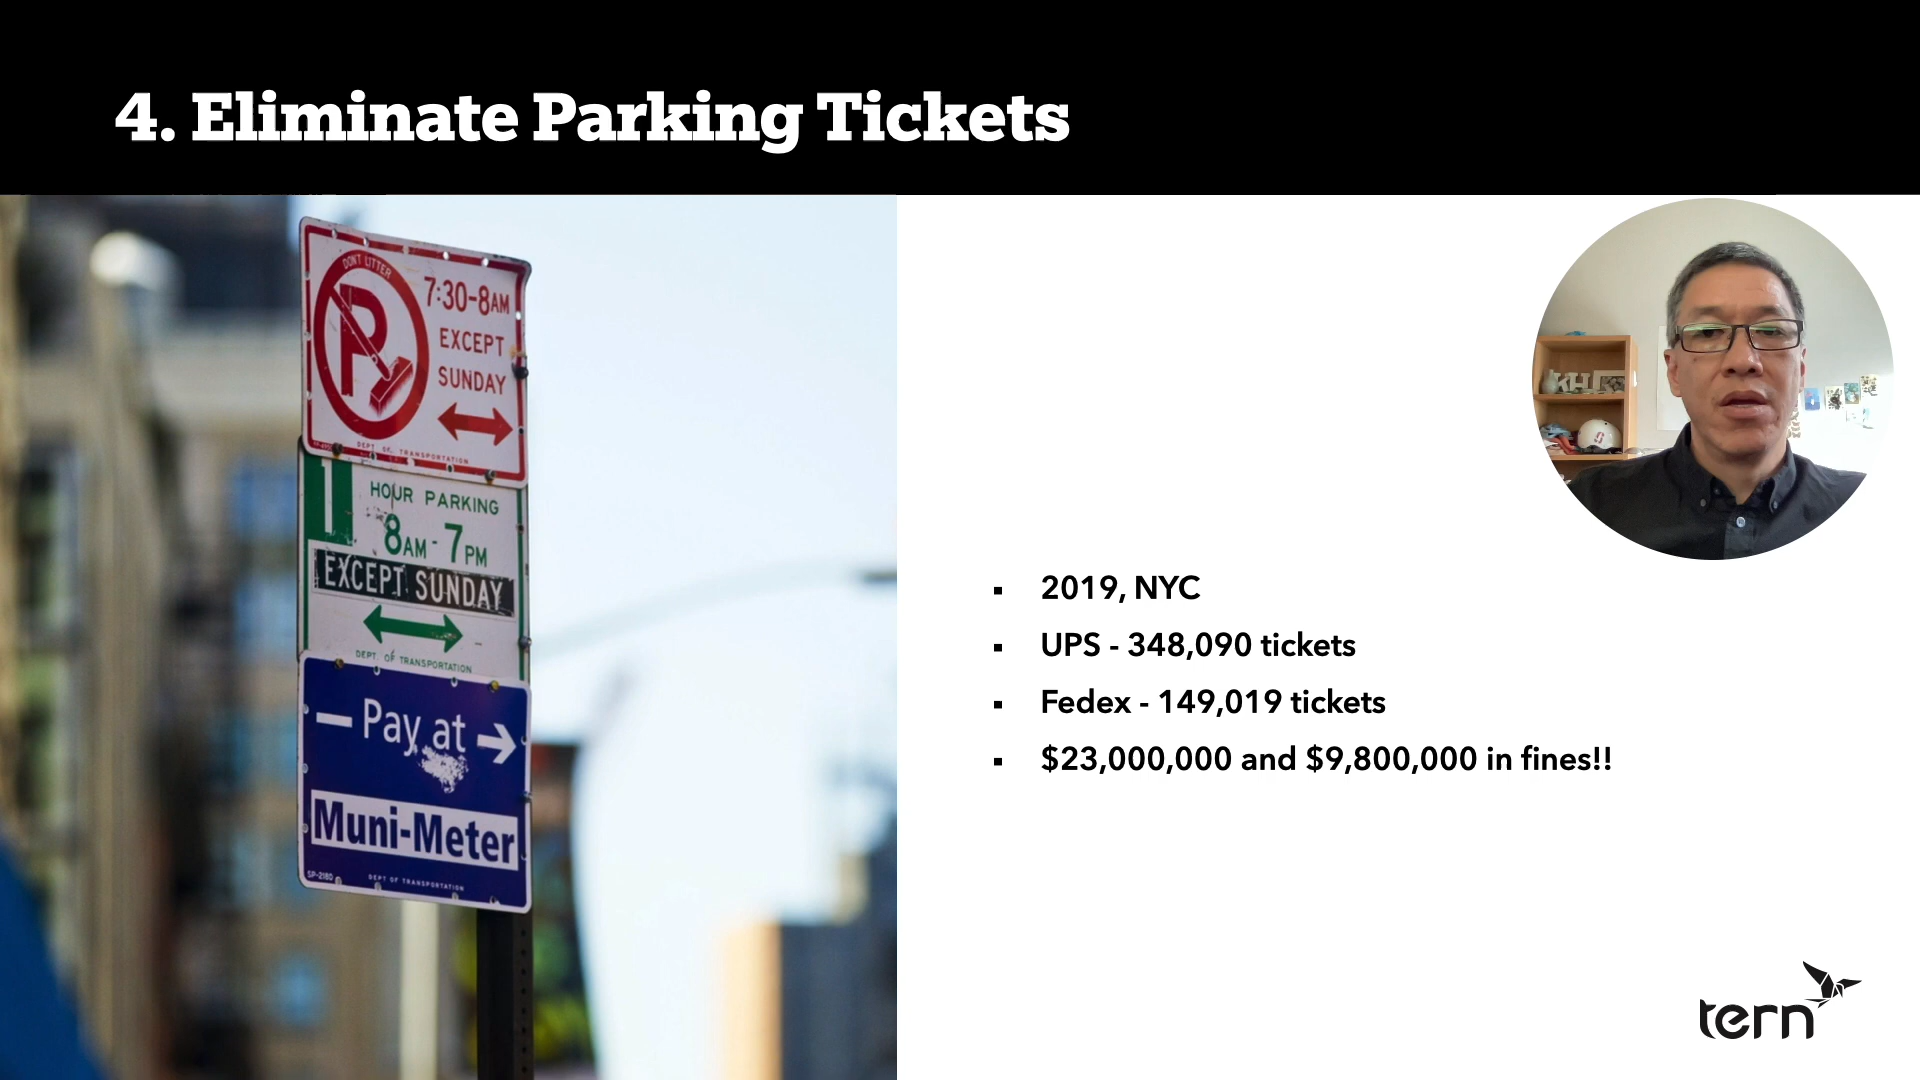 4. Eliminate Parking Tickets
DON'T LITTER
7:30-8AM
EXCEPT
SUNDAY
DEPT. OF TRANSPORTATION
1
HOUR PARKING
8AM - 7PM
EXCEPT SUNDAY
DEPT. OF TRANSPORTATION
Pay at
Muni-Meter
SP-218D
DEPT OF TRANSPORTATION
2019, NYC
UPS - 348,090 tickets
Fedex - 149,019 tickets
$23,000,000 and $9,800,000 in fines!!
tern